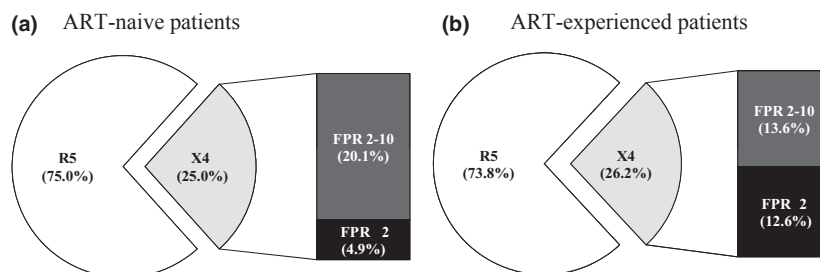 (a) ART-naive patients
R5
(75.0%)
X4
(25.0%)
FPR 2-10
(20.1%)
FPR 2
(4.9%)
(b) ART-experienced patients
R5
(73.8%)
X4
(26.2%)
FPR 2-10
(13.6%)
FPR 2
(12.6%)